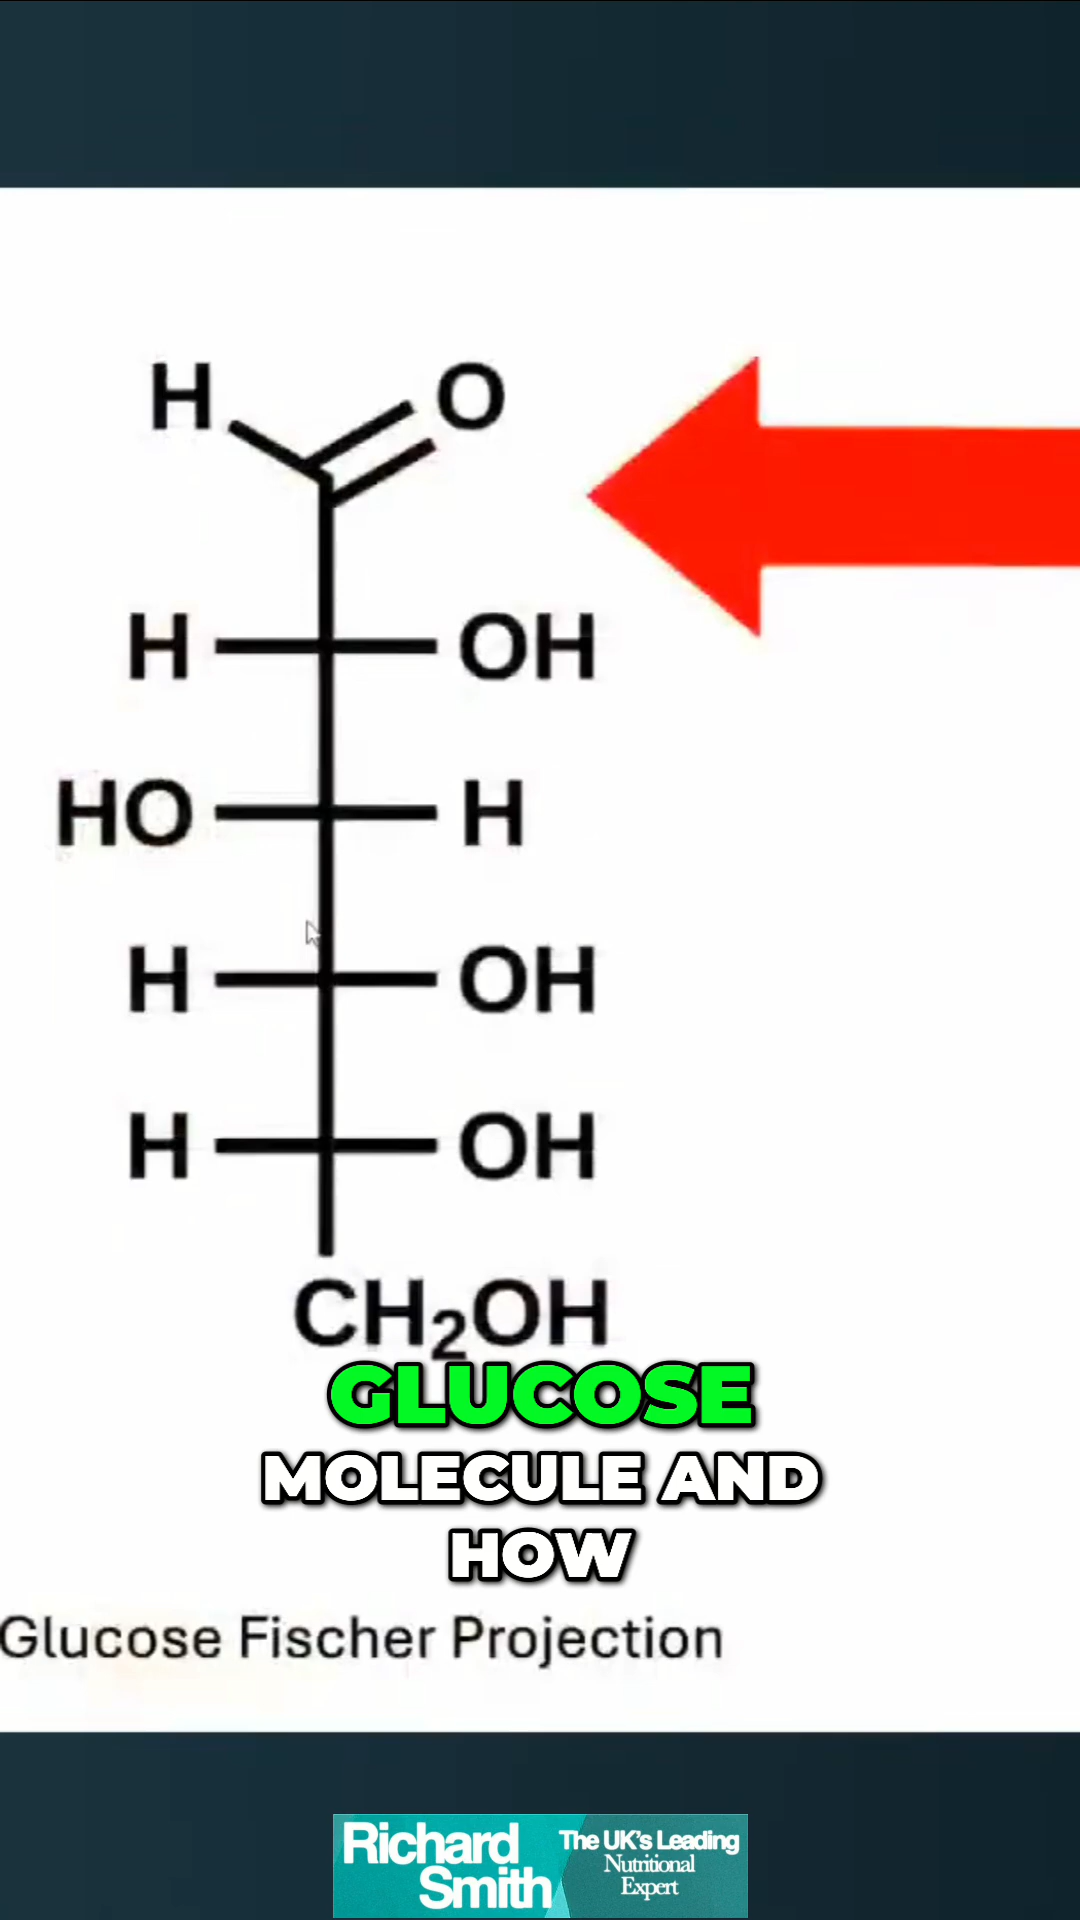 H O
H OH
HO H
H OH
H OH
CH₂OH
GLUCOSE
MOLECULE AND
HOW
Glucose Fischer Projection
Richard
Smith
The UK's Leading
Nutritional
Expert